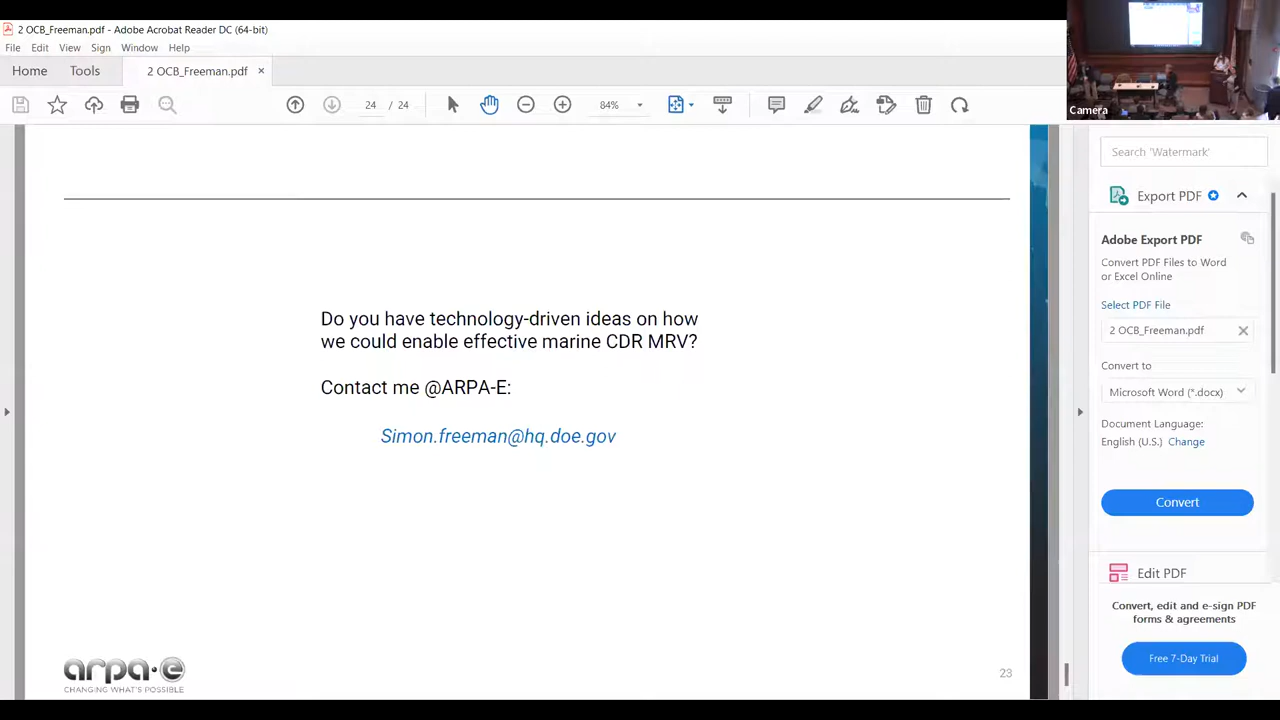 2 OCB_Freeman.pdf - Adobe Acrobat Reader DC (64-bit)
File Edit View Sign Window Help
Home Tools 2 OCB_Freeman.pdf ×
24 / 24 84%
Camera
Search 'Watermark'
Export PDF
Adobe Export PDF
Convert PDF Files to Word
or Excel Online
Select PDF File
2 OCB_Freeman.pdf
Convert to
Microsoft Word (*.docx)
Document Language:
English (U.S.) Change
Convert
Edit PDF
Convert, edit and e-sign PDF
forms & agreements
Free 7-Day Trial
Do you have technology-driven ideas on how
we could enable effective marine CDR MRV?
Contact me @ARPA-E:
Simon.freeman@hq.doe.gov
arpa·e
CHANGING WHAT'S POSSIBLE
23